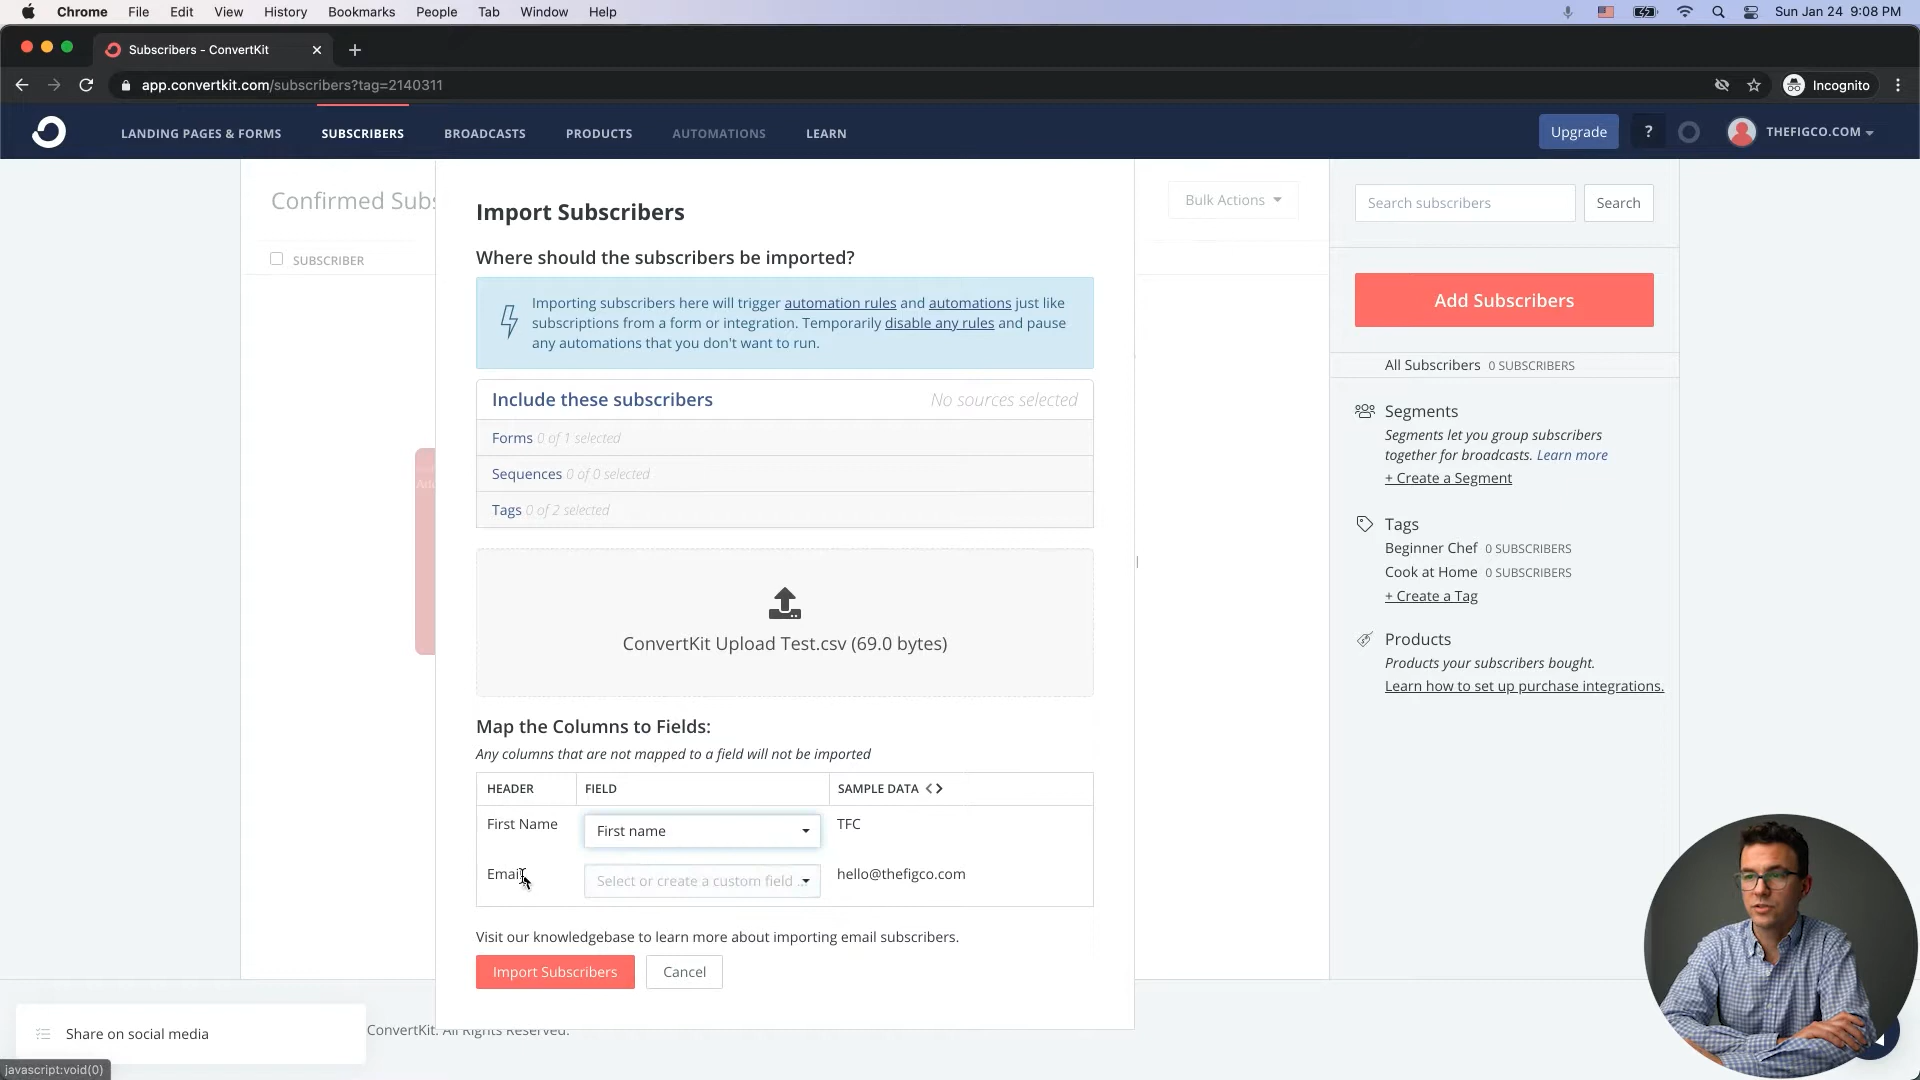 Chrome File Edit View History Bookmarks People Tab Window Help Sun Jan 24 9:08 PM
Subscribers - ConvertKit
app.convertkit.com/subscribers?tag=2140311 Incognito
LANDING PAGES & FORMS SUBSCRIBERS BROADCASTS PRODUCTS AUTOMATIONS LEARN Upgrade ? THEFIGCO.COM
Confirmed Subs
SUBSCRIBER
Import Subscribers
Where should the subscribers be imported?
Importing subscribers here will trigger automation rules and automations just like
subscriptions from a form or integration. Temporarily disable any rules and pause
any automations that you don't want to run.
Include these subscribers No sources selected
Forms 0 of 1 selected
Sequences 0 of 0 selected
Tags 0 of 2 selected
ConvertKit Upload Test.csv (69.0 bytes)
Map the Columns to Fields:
Any columns that are not mapped to a field will not be imported
HEADER FIELD SAMPLE DATA
First Name First name TFC
Email Select or create a custom field ... hello@thefigco.com
Visit our knowledgebase to learn more about importing email subscribers.
Import Subscribers Cancel
Bulk Actions
Search subscribers Search
Add Subscribers
All Subscribers 0 SUBSCRIBERS
Segments
Segments let you group subscribers
together for broadcasts. Learn more
+ Create a Segment
Tags
Beginner Chef 0 SUBSCRIBERS
Cook at Home 0 SUBSCRIBERS
+ Create a Tag
Products
Products your subscribers bought.
Learn how to set up purchase integrations.
Share on social media
ConvertKit. All Rights Reserved.
javascript:void(0)